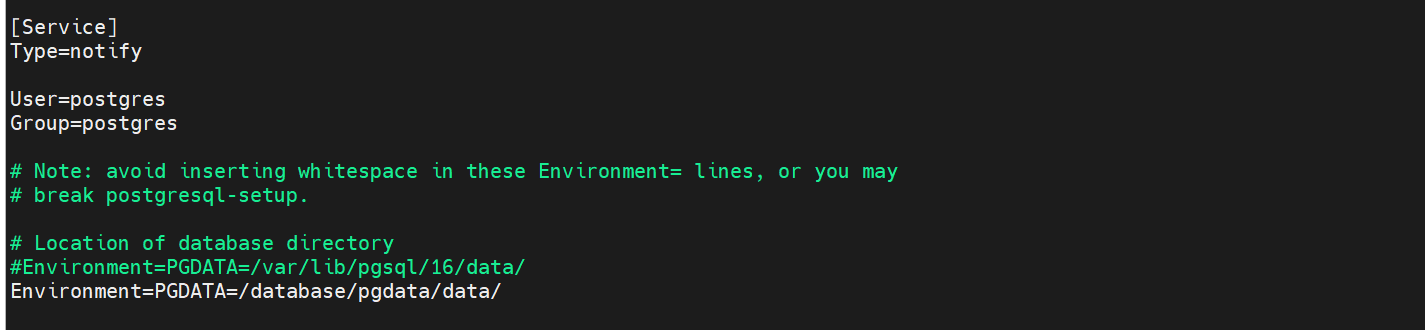 [Service]
Type=notify
User=postgres
Group=postgres
# Note: avoid inserting whitespace in these Environment= lines, or you may
# break postgresql-setup.
# Location of database directory
#Environment=PGDATA=/var/lib/pgsql/16/data/
Environment=PGDATA=/database/pgdata/data/